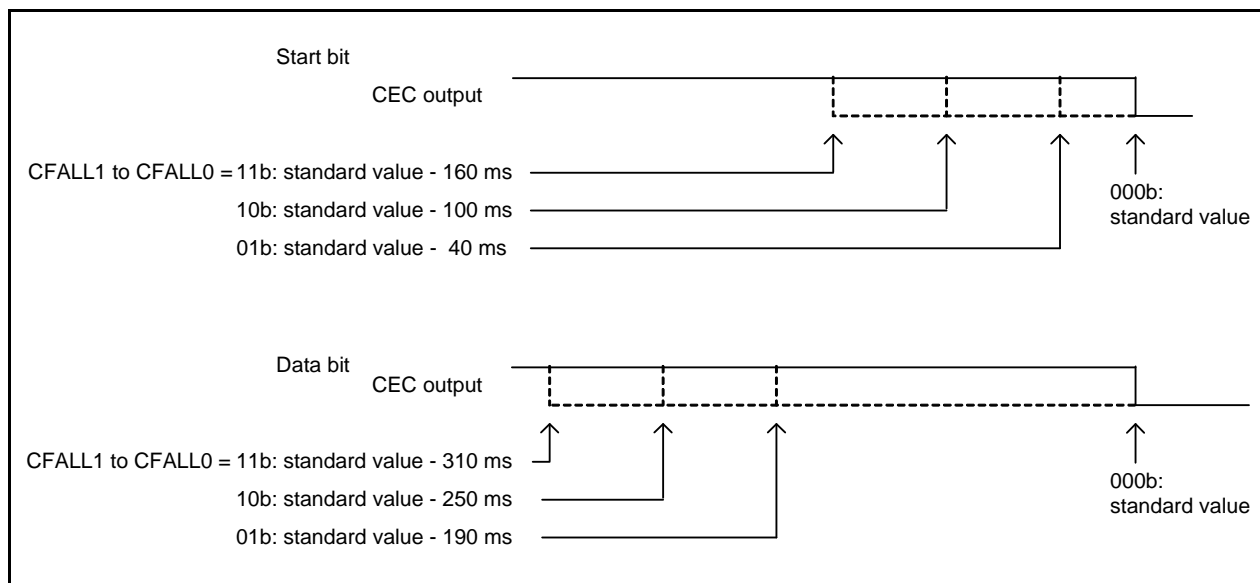 Start bit
CEC output
CFALL1 to CFALL0 = 11b: standard value - 160 ms
10b: standard value - 100 ms
01b: standard value - 40 ms
000b:
standard value
Data bit
CEC output
CFALL1 to CFALL0 = 11b: standard value - 310 ms
10b: standard value - 250 ms
01b: standard value - 190 ms
000b:
standard value